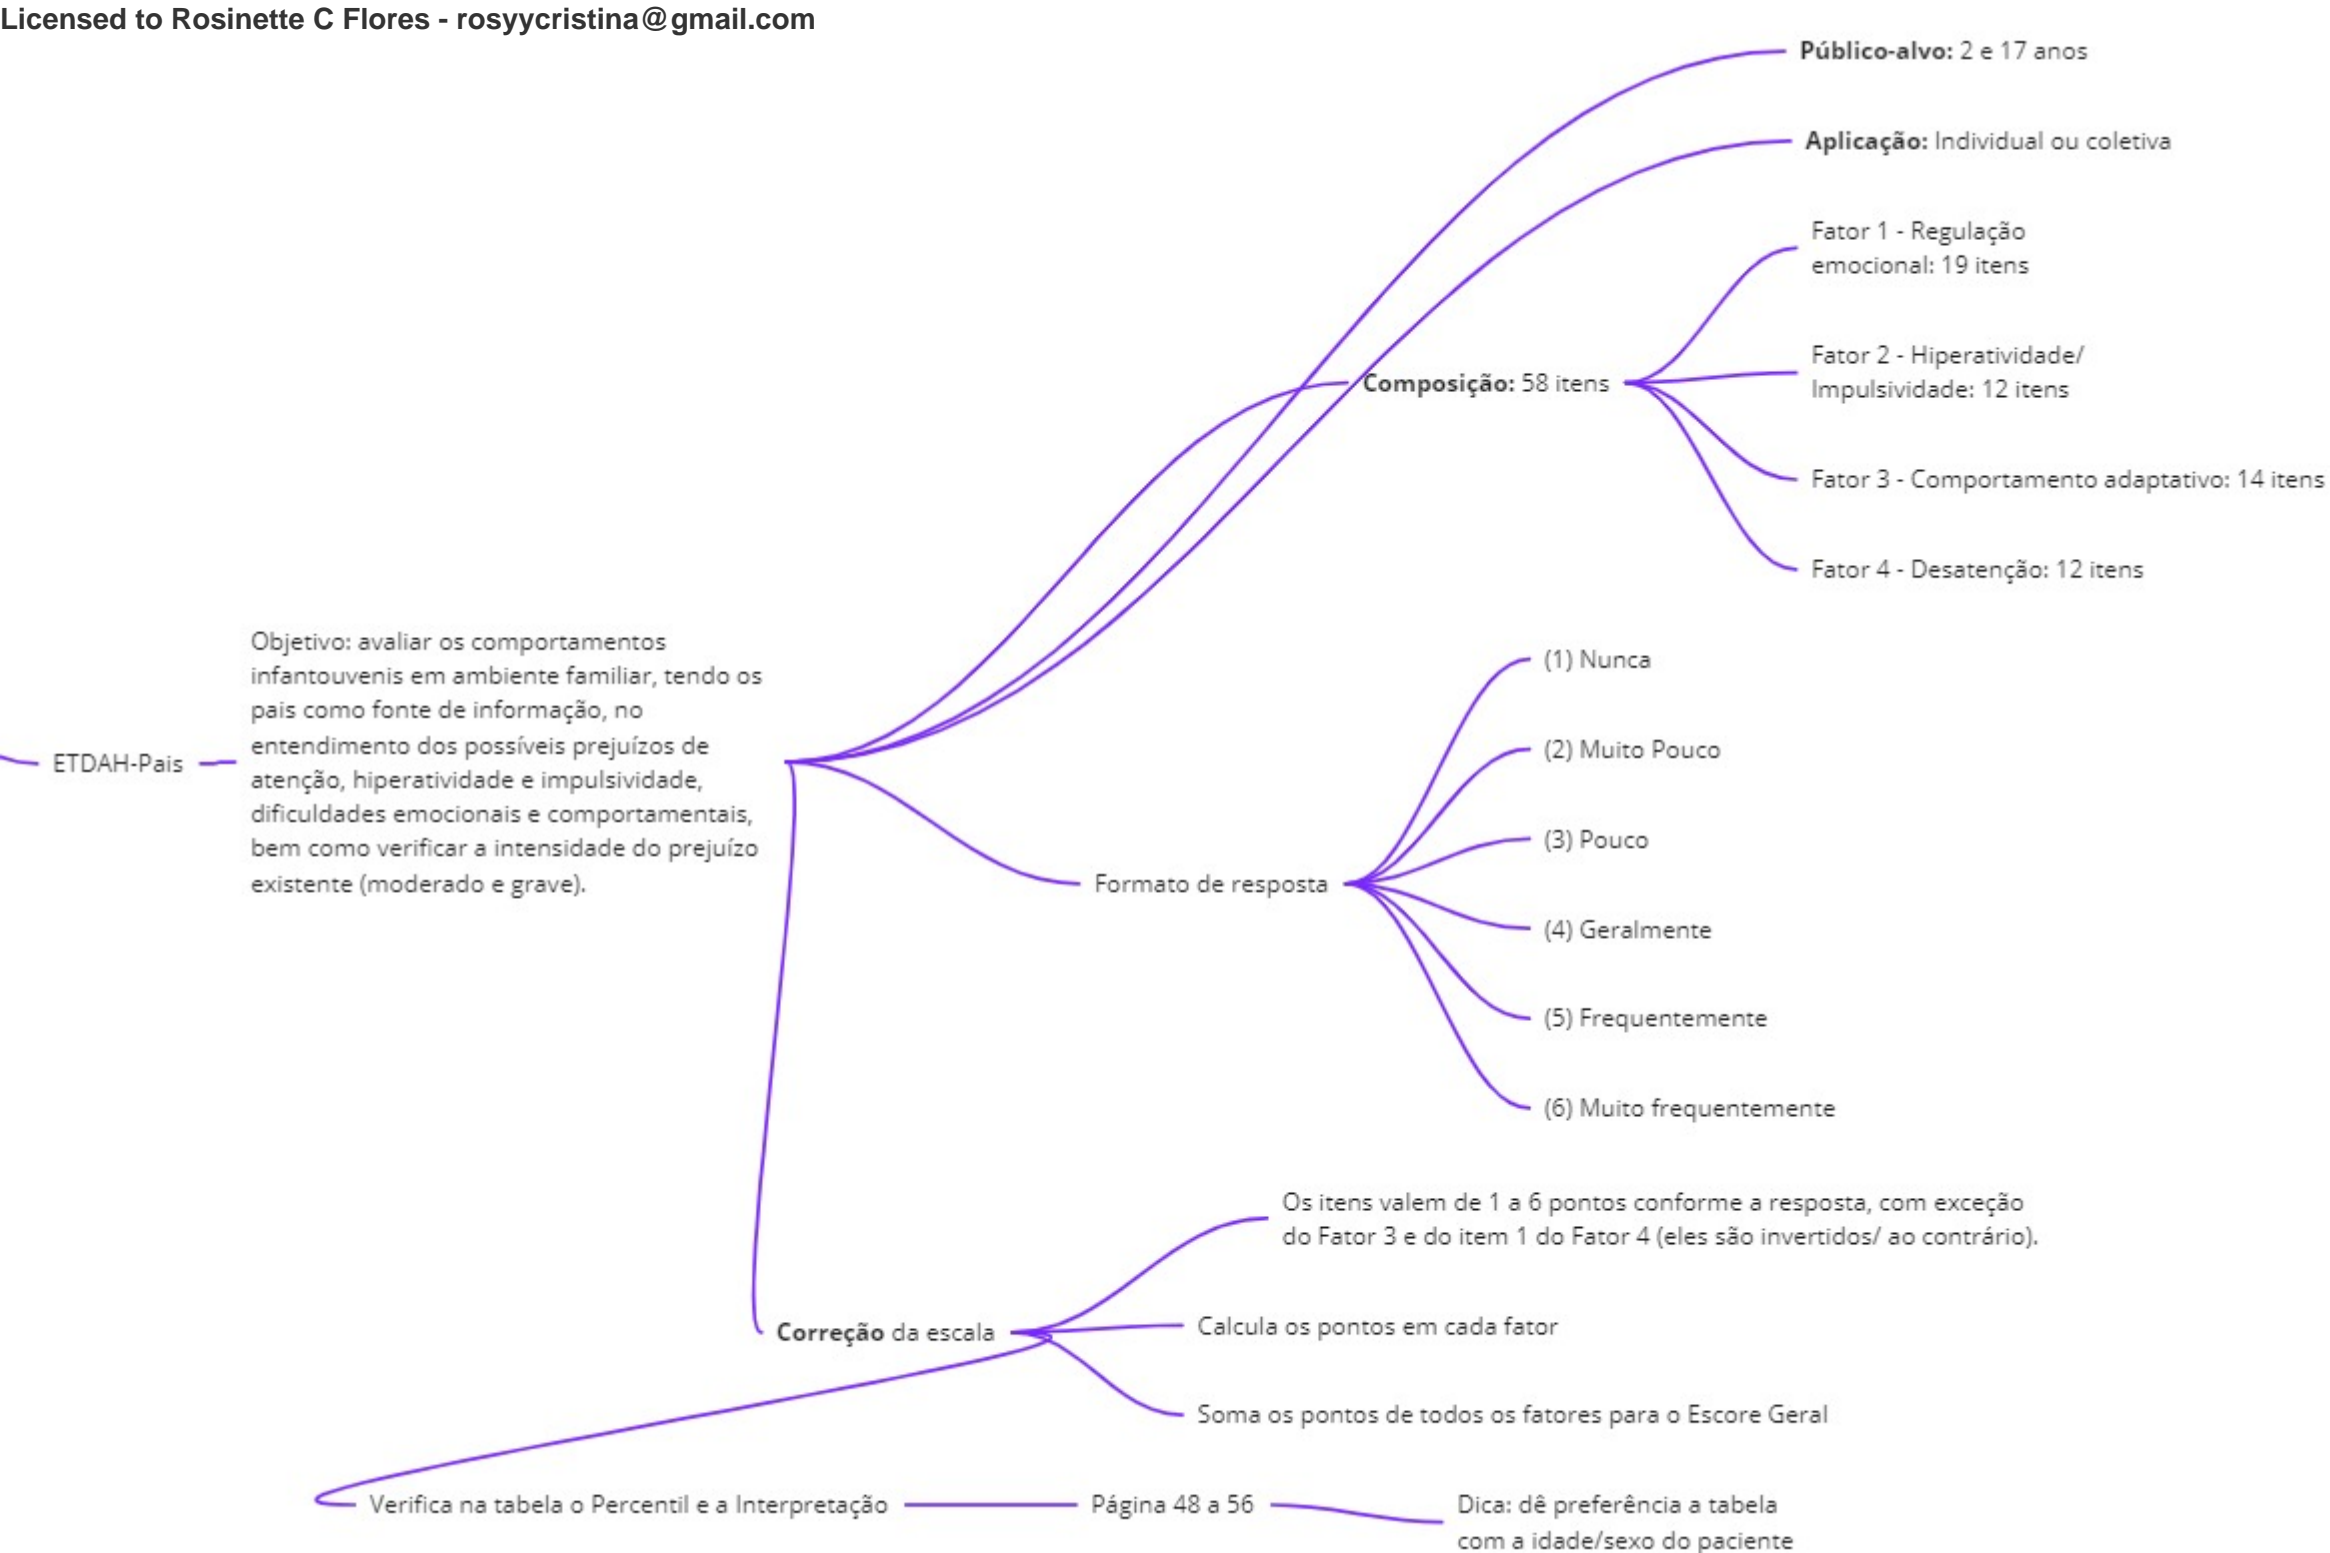 Licensed to Rosinette C Flores - rosyycristina@gmail.com
Público-alvo: 2 e 17 anos
Aplicação: Individual ou coletiva
Fator 1 - Regulação
emocional: 19 itens
Fator 2 - Hiperatividade/
Impulsividade: 12 itens
Composição: 58 itens
Fator 3 - Comportamento adaptativo: 14 itens
Fator 4 - Desatenção: 12 itens
ETDAH-Pais
Objetivo: avaliar os comportamentos
infantouvenis em ambiente familiar, tendo os
pais como fonte de informação, no
entendimento dos possíveis prejuízos de
atenção, hiperatividade e impulsividade,
dificuldades emocionais e comportamentais,
bem como verificar a intensidade do prejuízo
existente (moderado e grave).
Formato de resposta
(1) Nunca
(2) Muito Pouco
(3) Pouco
(4) Geralmente
(5) Frequentemente
(6) Muito frequentemente
Correção da escala
Os itens valem de 1 a 6 pontos conforme a resposta, com exceção
do Fator 3 e do item 1 do Fator 4 (eles são invertidos/ ao contrário).
Calcula os pontos em cada fator
Soma os pontos de todos os fatores para o Escore Geral
Verifica na tabela o Percentil e a Interpretação
Página 48 a 56
Dica: dê preferência a tabela
com a idade/sexo do paciente